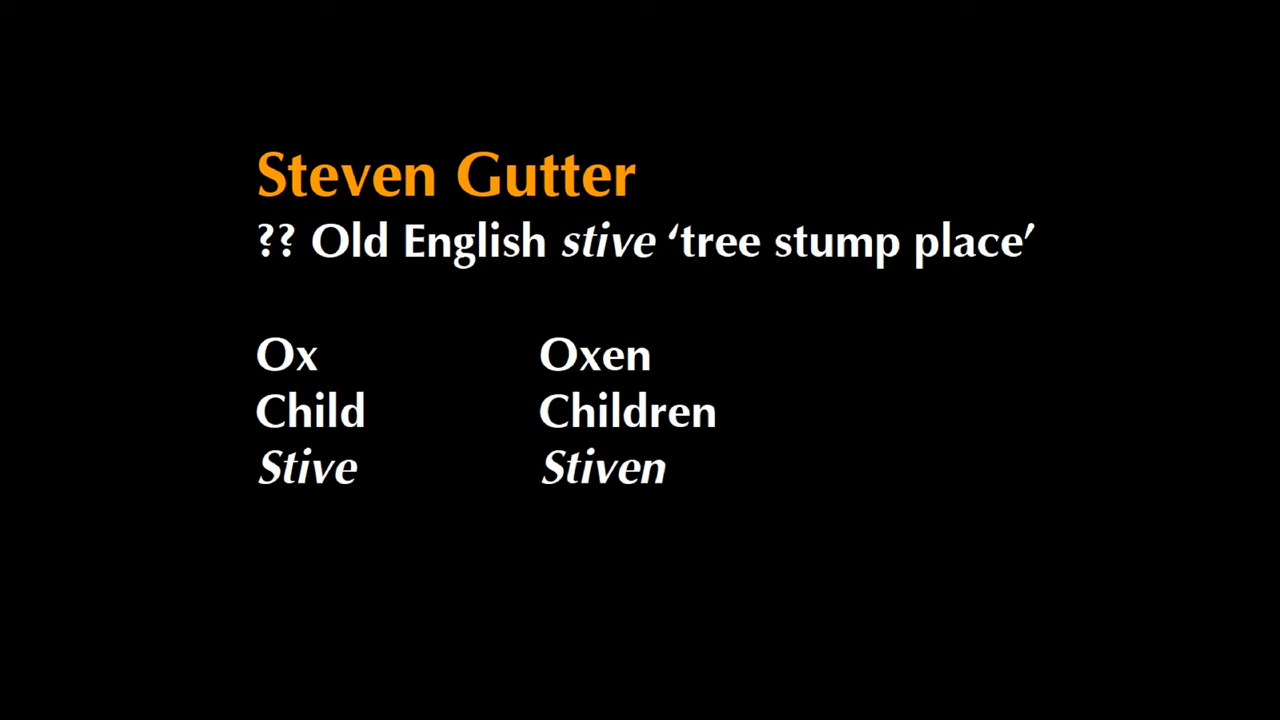 Steven Gutter
?? Old English stive ‘tree stump place’
Ox Oxen
Child Children
Stive Stiven